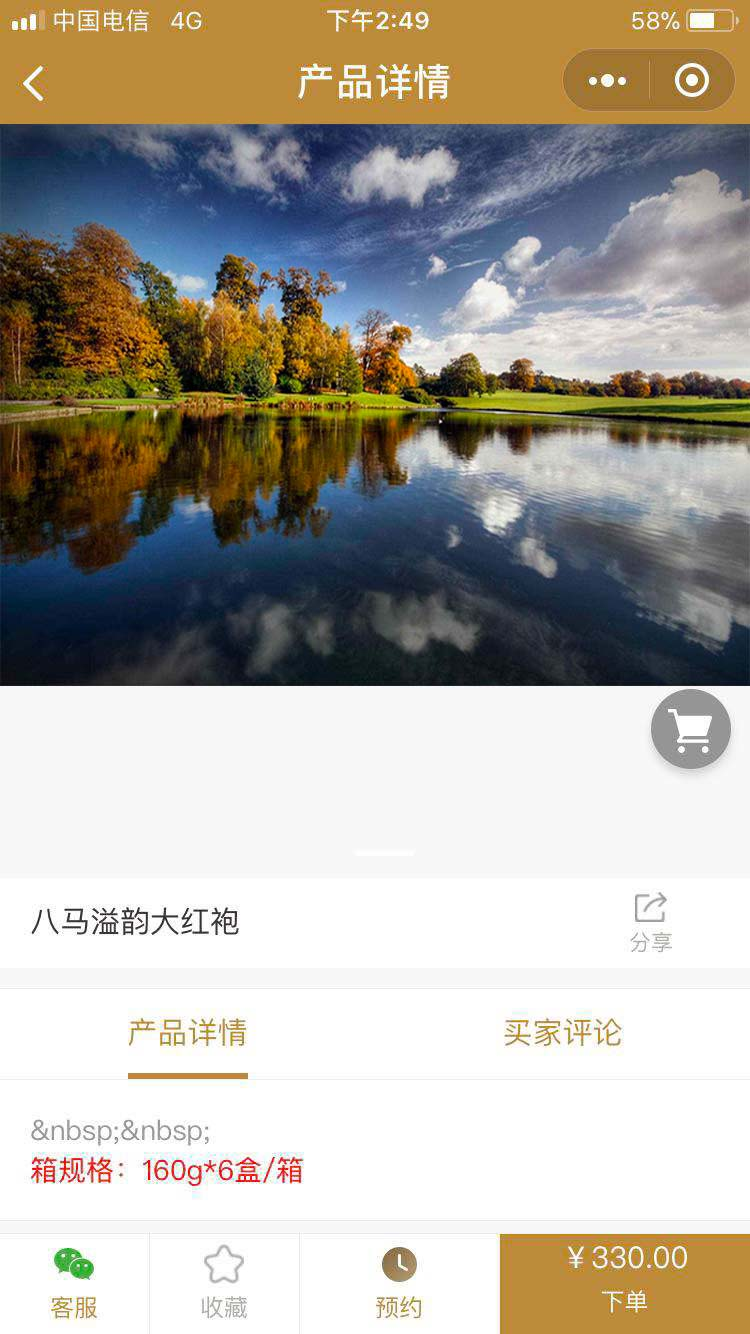 中国电信 4G 下午2:49 58%
产品详情
八马溢韵大红袍
分享
产品详情 买家评论
&nbsp;&nbsp;
箱规格：160g*6盒/箱
¥330.00
客服 收藏 预约 下单